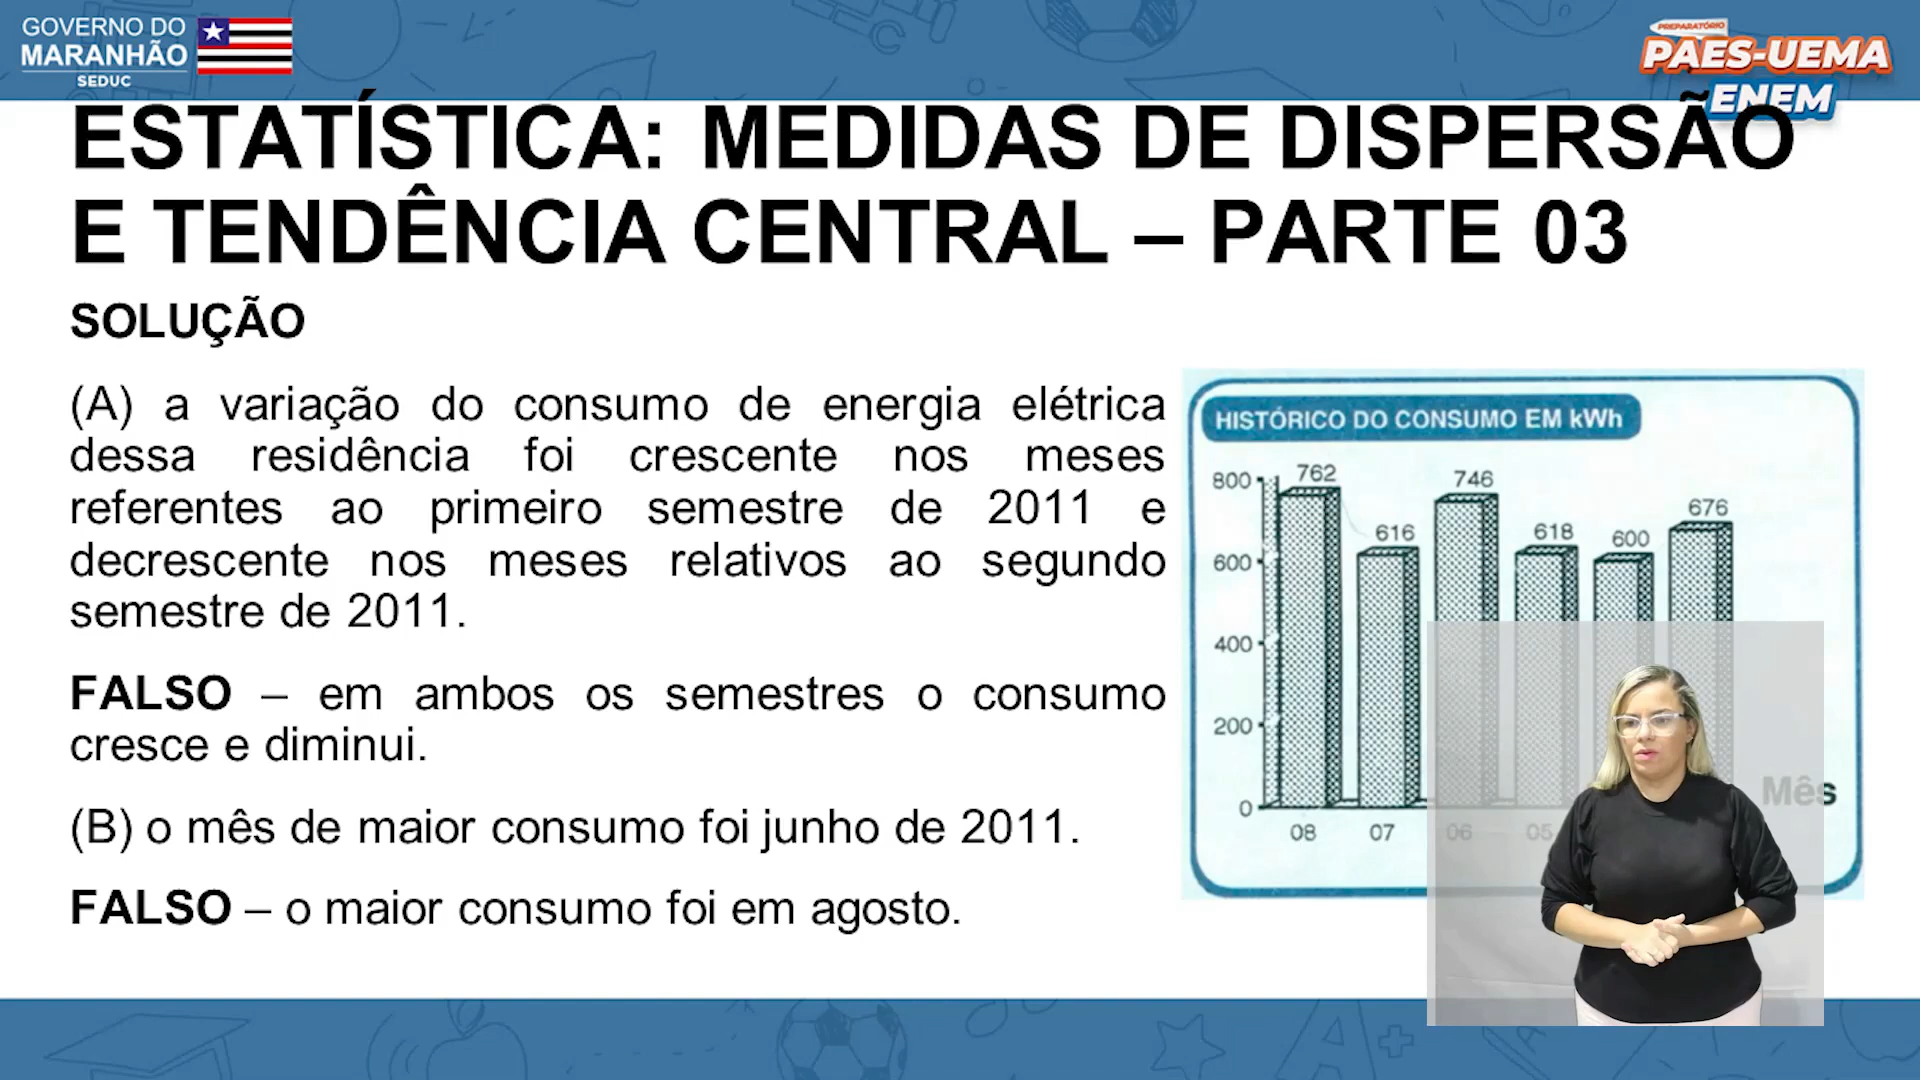 GOVERNO DO
MARANHÃO
SEDUC
PREPARATÓRIO
PAES-UEMA
ENEM
ESTATÍSTICA: MEDIDAS DE DISPERSÃO
E TENDÊNCIA CENTRAL – PARTE 03
SOLUÇÃO
(A) a variação do consumo de energia elétrica
dessa residência foi crescente nos meses
referentes ao primeiro semestre de 2011 e
decrescente nos meses relativos ao segundo
semestre de 2011.
FALSO – em ambos os semestres o consumo
cresce e diminui.
(B) o mês de maior consumo foi junho de 2011.
FALSO – o maior consumo foi em agosto.
HISTÓRICO DO CONSUMO EM kWh
800
762
616
746
618
600
676
600
400
200
0
Mês
08 07 06 05